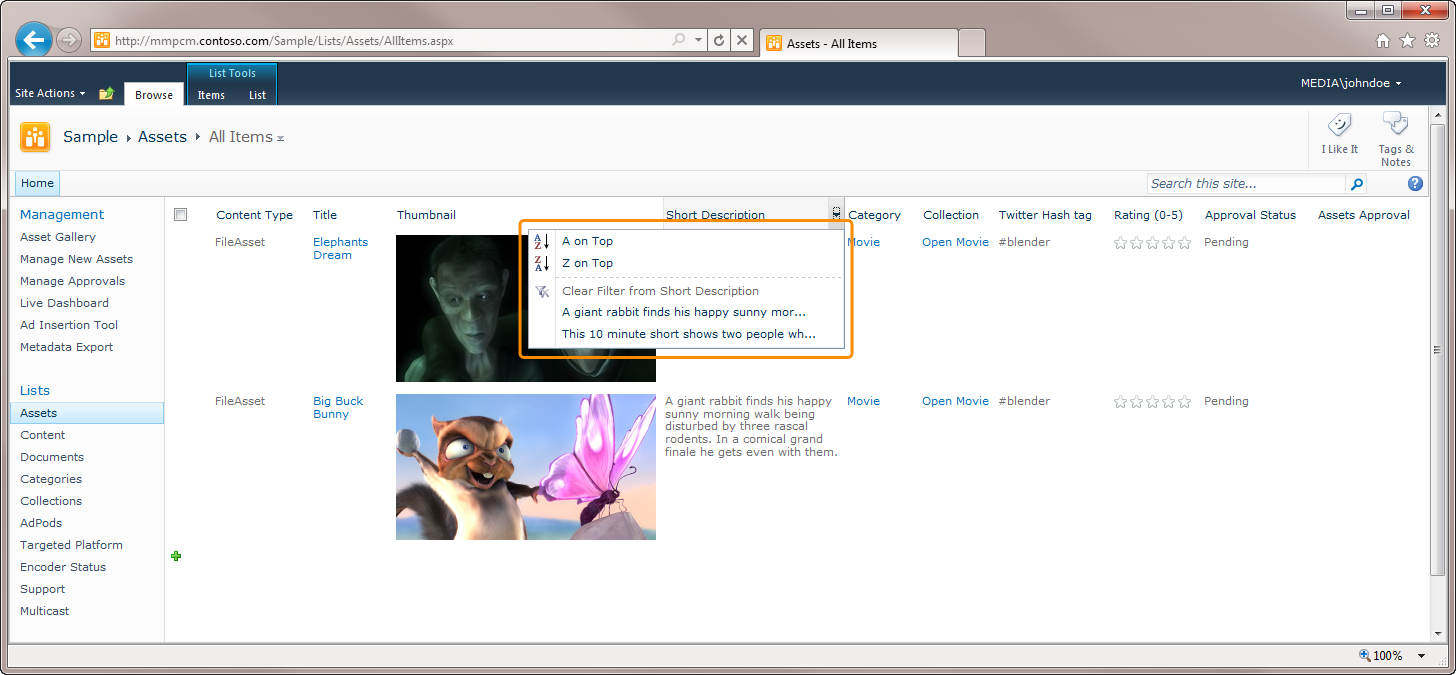 http://mmpcm.contoso.com/Sample/Lists/Assets/AllItems.aspx
Assets - All Items
List Tools
Site Actions
Browse
Items
List
MEDIA\johndoe
Sample
Assets
All Items
I Like It
Tags &
Notes
Home
Search this site...
Management
Asset Gallery
Manage New Assets
Manage Approvals
Live Dashboard
Ad Insertion Tool
Metadata Export
Lists
Assets
Content
Documents
Categories
Collections
AdPods
Targeted Platform
Encoder Status
Support
Multicast
Content Type
Title
Thumbnail
Short Description
Category
Collection
Twitter Hash tag
Rating (0-5)
Approval Status
Assets Approval
FileAsset
Elephants
Dream
A on Top
Z on Top
Clear Filter from Short Description
A giant rabbit finds his happy sunny mor...
This 10 minute short shows two people wh...
Movie
Open Movie
#blender
Pending
FileAsset
Big Buck
Bunny
A giant rabbit finds his happy
sunny morning walk being
disturbed by three rascal
rodents. In a comical grand
finale he gets even with them.
Movie
Open Movie
#blender
Pending
100%